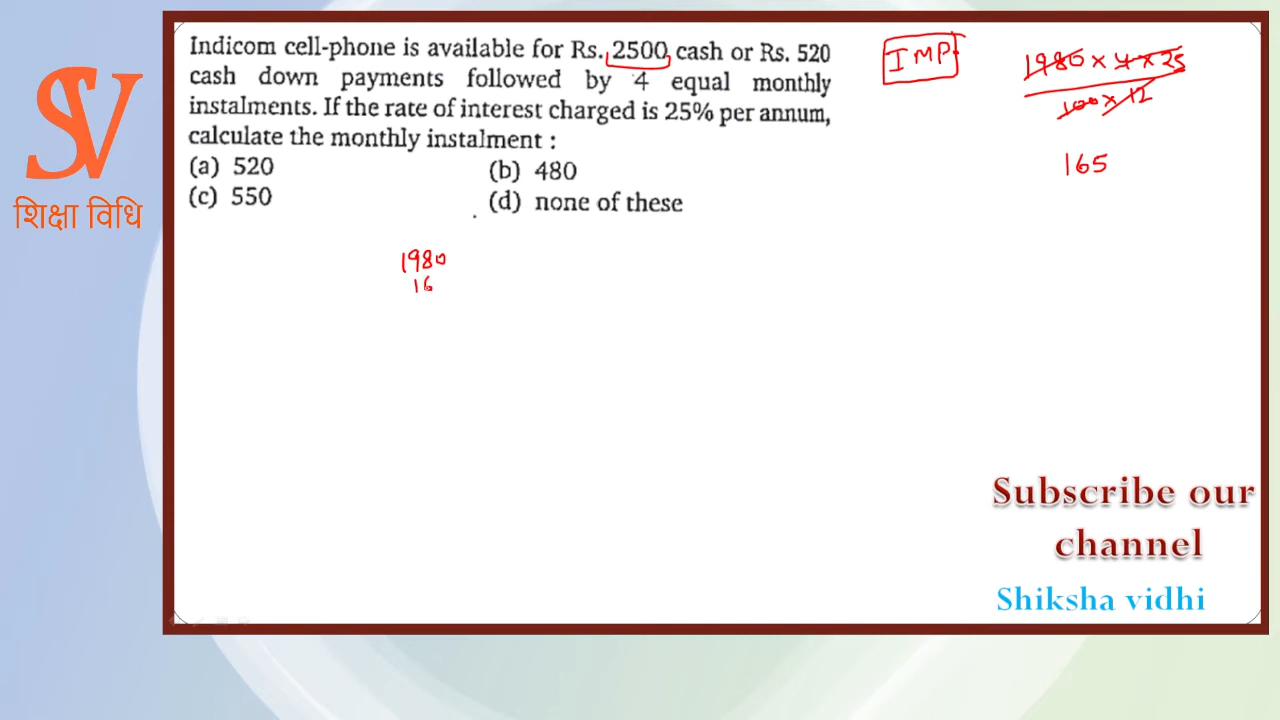 SV
शिक्षा विधि
Indicom cell-phone is available for Rs. 2500 cash or Rs. 520
cash down payments followed by 4 equal monthly
instalments. If the rate of interest charged is 25% per annum,
calculate the monthly instalment :
(a) 520 (b) 480
(c) 550 (d) none of these
IMP.
1980 × 4 × 25
100 × 12
165
1980
16
Subscribe our
channel
Shiksha vidhi